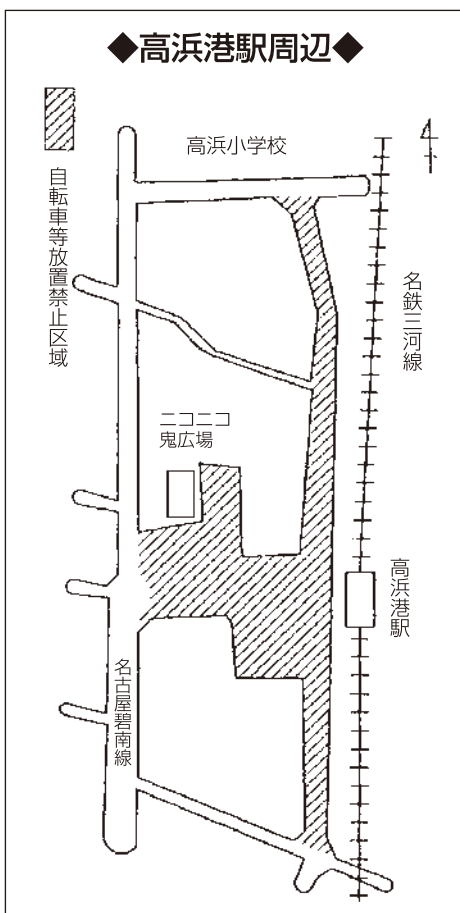 ◆高浜港駅周辺◆
高浜小学校
自転車等放置禁止区域
名鉄三河線
ニコニコ
鬼広場
高浜港駅
名古屋碧南線